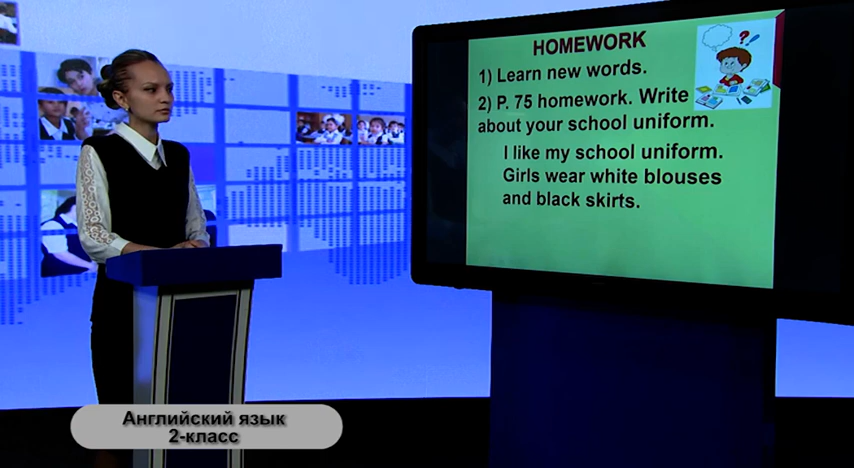 HOMEWORK
1) Learn new words.
2) P. 75 homework. Write
about your school uniform.
I like my school uniform.
Girls wear white blouses
and black skirts.
Английский язык
2-класс